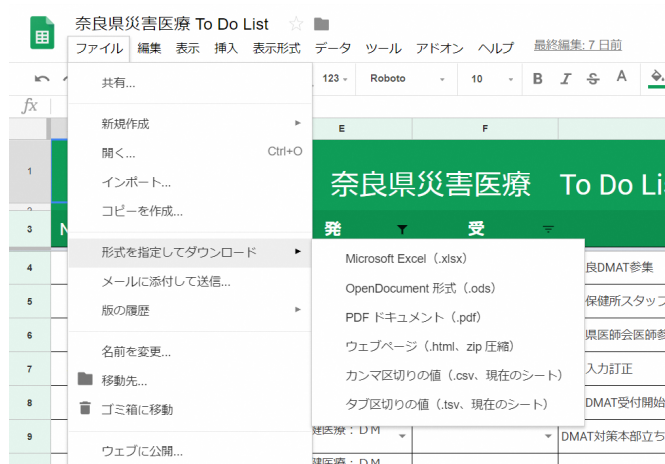 奈良県災害医療 To Do List
ファイル 編集 表示 挿入 表示形式 データ ツール アドオン ヘルプ 最終編集: 7 日前
123 Roboto 10 B I S A
fx
共有...
新規作成
開く... Ctrl+O
インポート...
コピーを作成...
形式を指定してダウンロード
メールに添付して送信...
版の履歴
名前を変更...
移動先...
ゴミ箱に移動
ウェブに公開...
Microsoft Excel（.xlsx）
OpenDocument 形式（.ods）
PDF ドキュメント（.pdf）
ウェブページ（.html、zip 圧縮）
カンマ区切りの値（.csv、現在のシート）
タブ区切りの値（.tsv、現在のシート）
E F
1 奈良県災害医療 To Do Li
3 N 発 受
4 良DMAT参集
5 保健所スタッフ
6 県医師会医師参
7 入力訂正
8 DMAT受付開始
9 健医療：ＤＭ DMAT対策本部立ち
健医療：ＤＭ